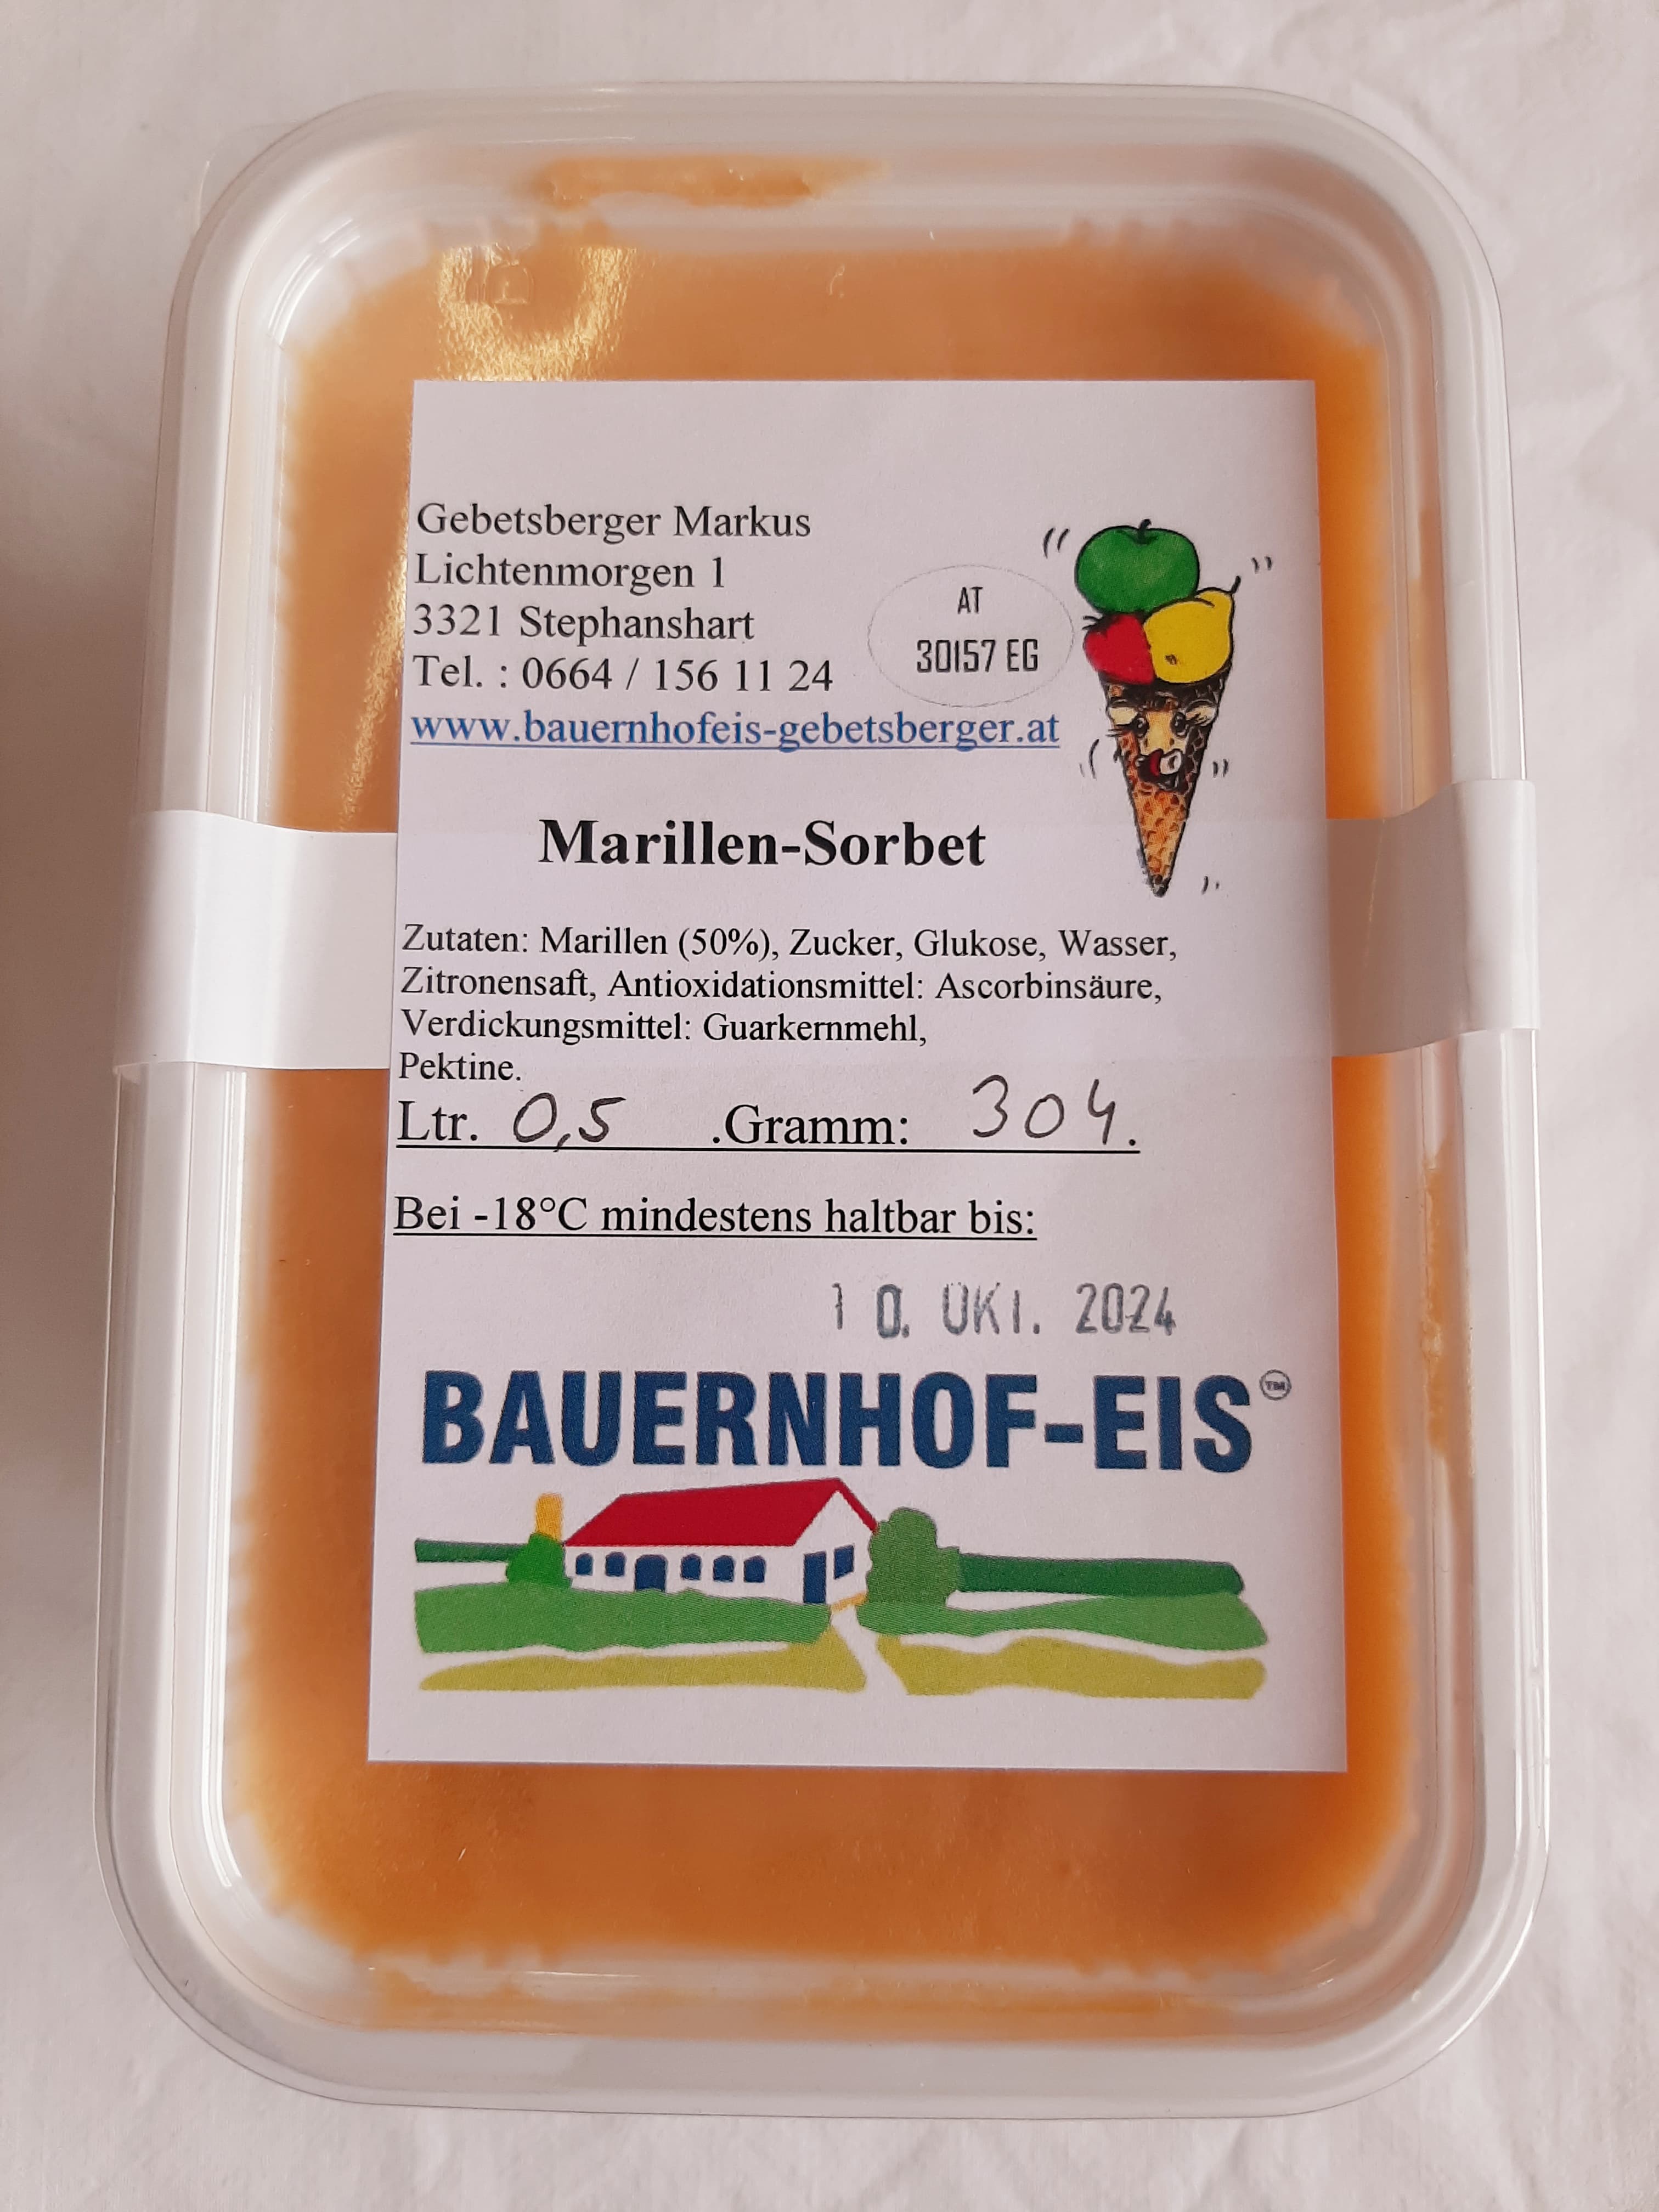 Gebetsberger Markus
Lichtenmorgen 1
3321 Stephanshart
Tel. : 0664 / 156 11 24
www.bauernhofeis-gebetsberger.at
AT
30157 EG
Marillen-Sorbet
Zutaten: Marillen (50%), Zucker, Glukose, Wasser,
Zitronensaft, Antioxidationsmittel: Ascorbinsäure,
Verdickungsmittel: Guarkernmehl,
Pektine.
Ltr. 0,5 .Gramm: 304.
Bei -18°C mindestens haltbar bis:
10. OKT. 2024
BAUERNHOF-EIS™